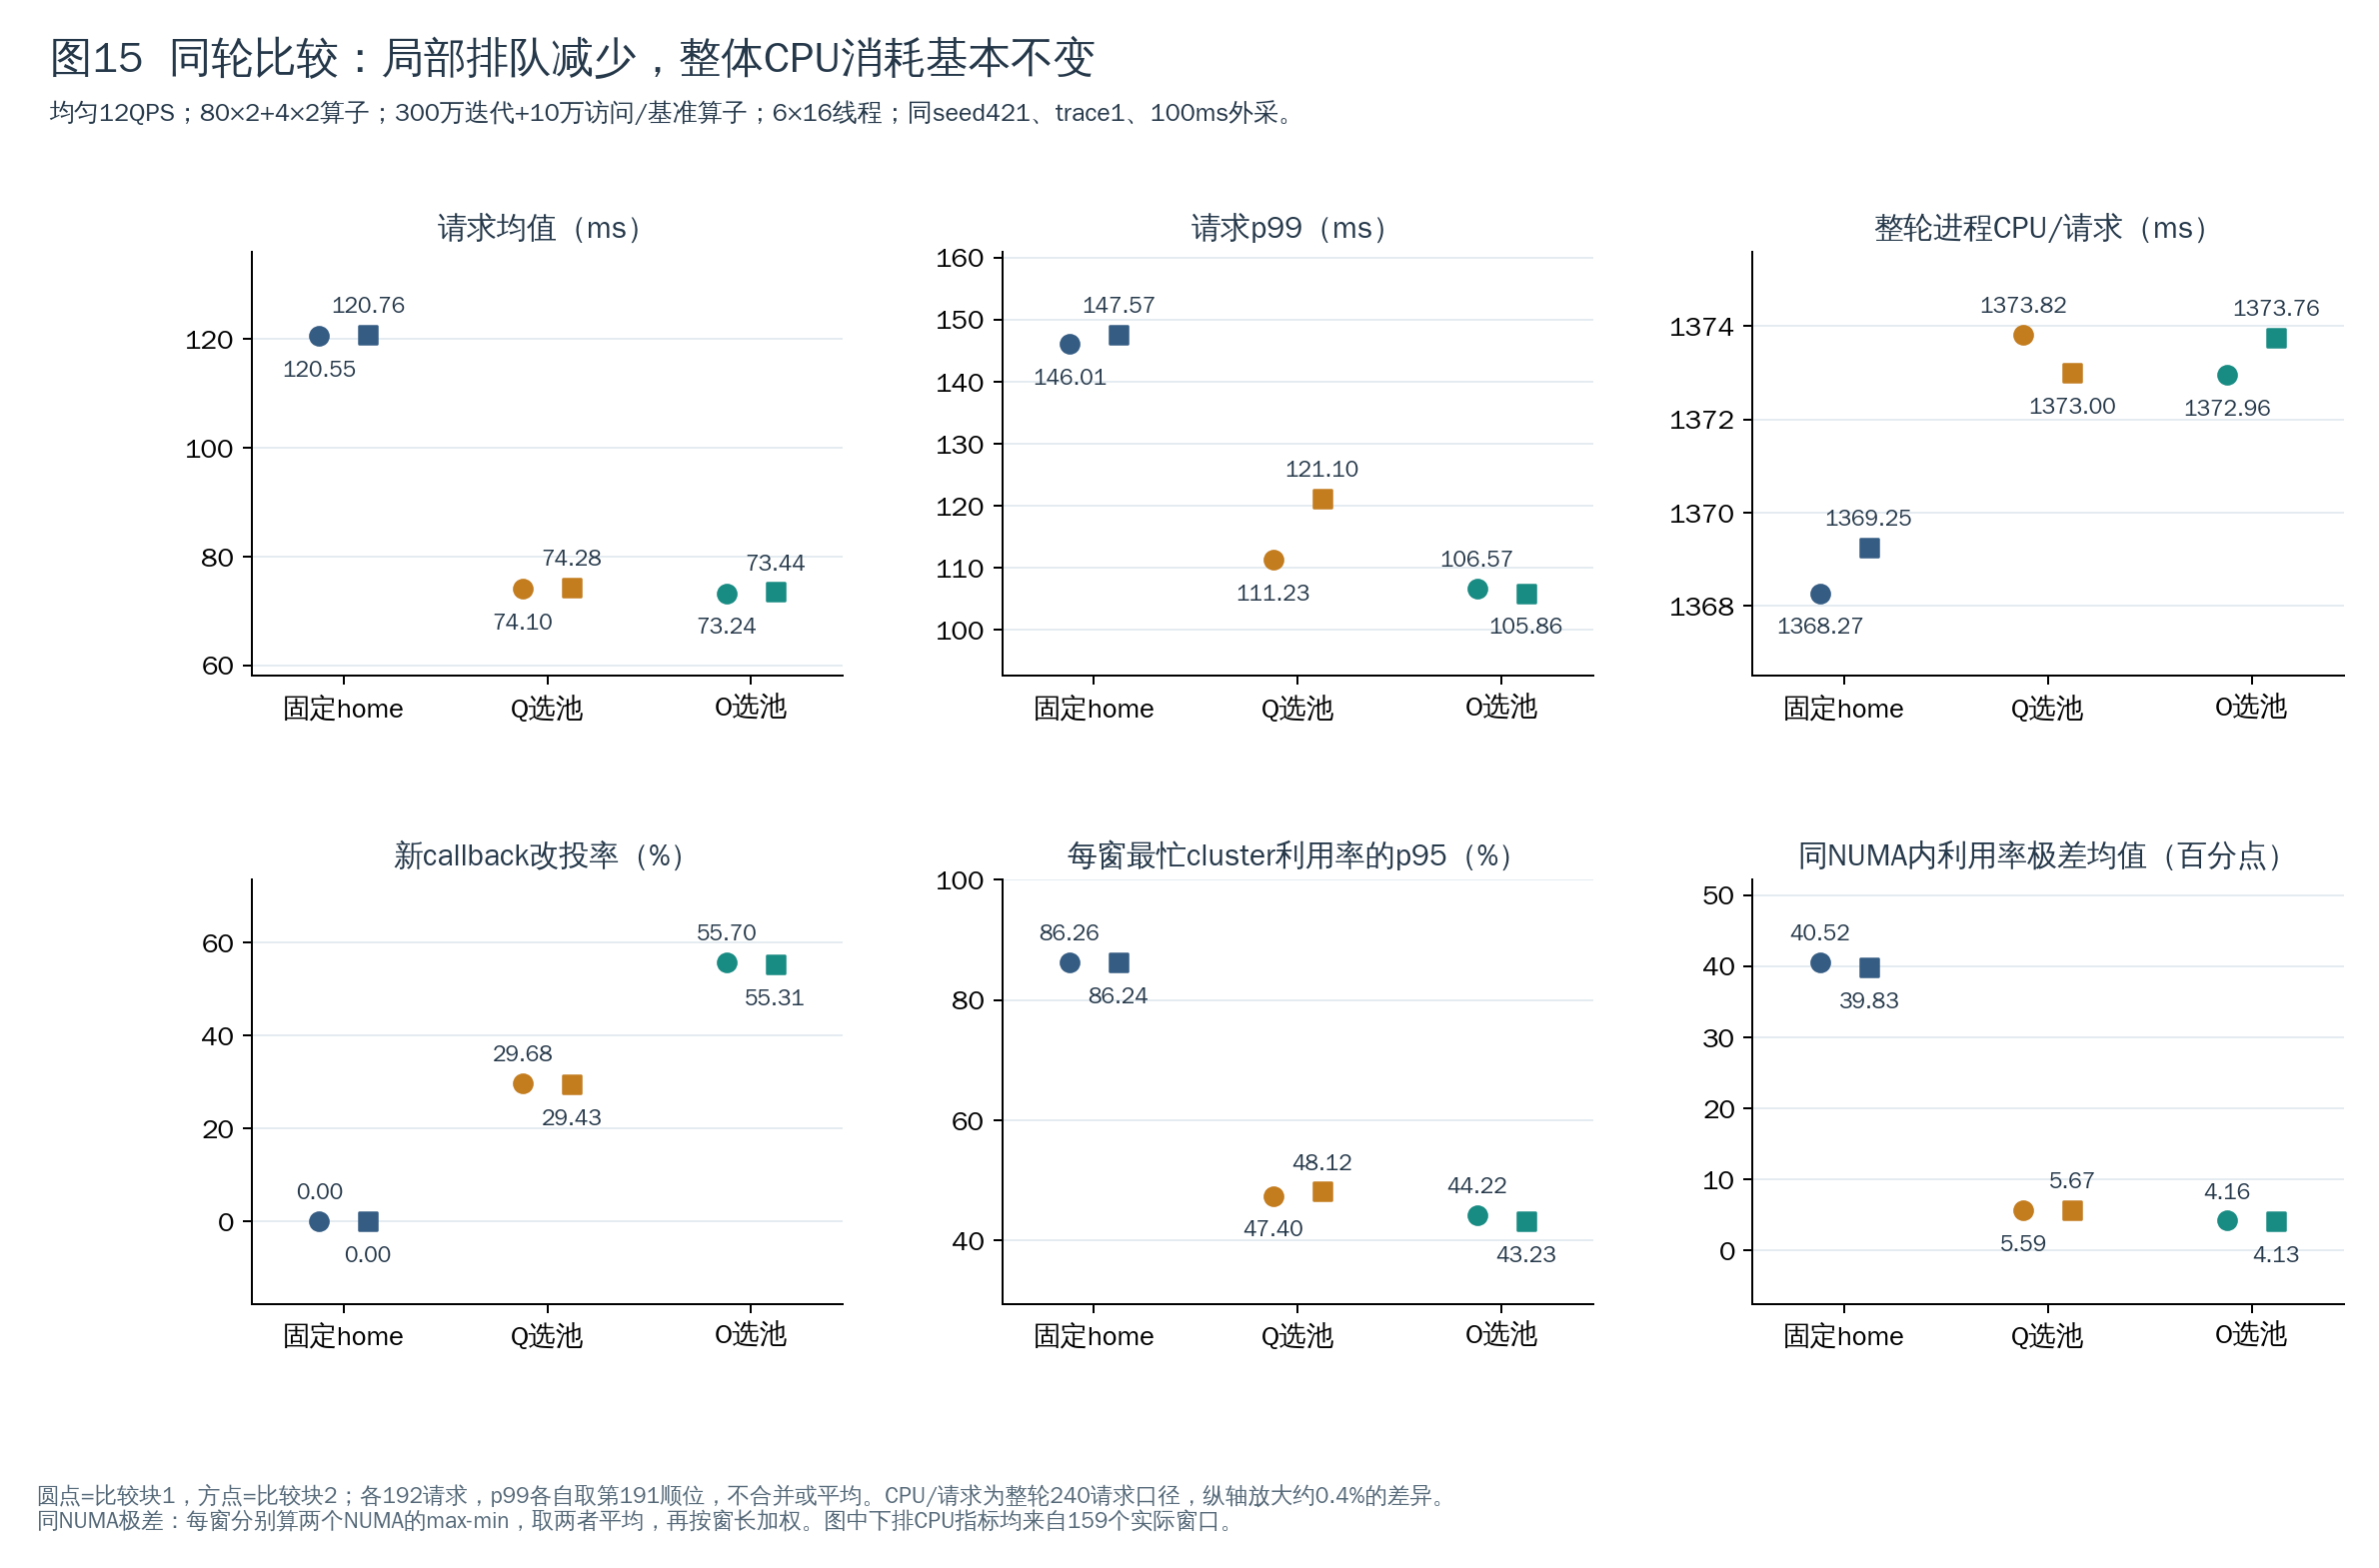 图15  同轮比较：局部排队减少，整体CPU消耗基本不变
均匀12QPS；80×2+4×2算子；300万迭代+10万访问/基准算子；6×16线程；同seed421、trace1、100ms外采。
请求均值（ms）
120
100
80
60
120.76
120.55
74.28
74.10
73.44
73.24
固定home
Q选池
O选池
请求p99（ms）
160
150
140
130
120
110
100
147.57
146.01
121.10
111.23
106.57
105.86
固定home
Q选池
O选池
整轮进程CPU/请求（ms）
1374
1372
1370
1368
1373.82
1373.76
1373.00
1372.96
1369.25
1368.27
固定home
Q选池
O选池
新callback改投率（%）
60
40
20
0
55.70
55.31
29.68
29.43
0.00
0.00
固定home
Q选池
O选池
每窗最忙cluster利用率的p95（%）
100
80
60
40
86.26
86.24
48.12
47.40
44.22
43.23
固定home
Q选池
O选池
同NUMA内利用率极差均值（百分点）
50
40
30
20
10
0
40.52
39.83
5.67
5.59
4.16
4.13
固定home
Q选池
O选池
圆点=比较块1，方点=比较块2；各192请求，p99各自取第191顺位，不合并或平均。CPU/请求为整轮240请求口径，纵轴放大约0.4%的差异。
同NUMA极差：每窗分别算两个NUMA的max-min，取两者平均，再按窗长加权。图中下排CPU指标均来自159个实际窗口。